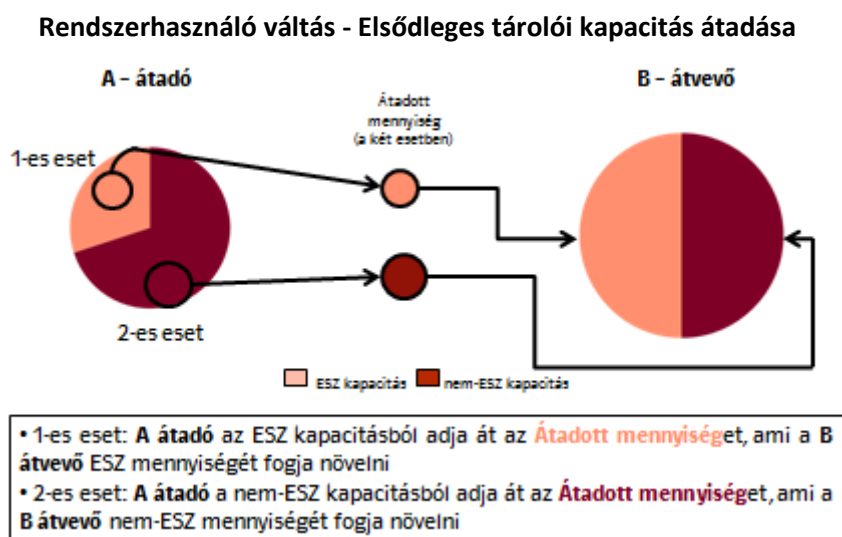 Rendszerhasználó váltás - Elsődleges tárolói kapacitás átadása
A – átadó
B – átvevő
Átadott
mennyiség
(a két esetben)
1-es eset
2-es eset
ESZ kapacitás
nem-ESZ kapacitás
• 1-es eset: A átadó az ESZ kapacitásból adja át az Átadott mennyiséget, ami a B
átvevő ESZ mennyiségét fogja növelni
• 2-es eset: A átadó a nem-ESZ kapacitásból adja át az Átadott mennyiséget, ami a
B átvevő nem-ESZ mennyiségét fogja növelni